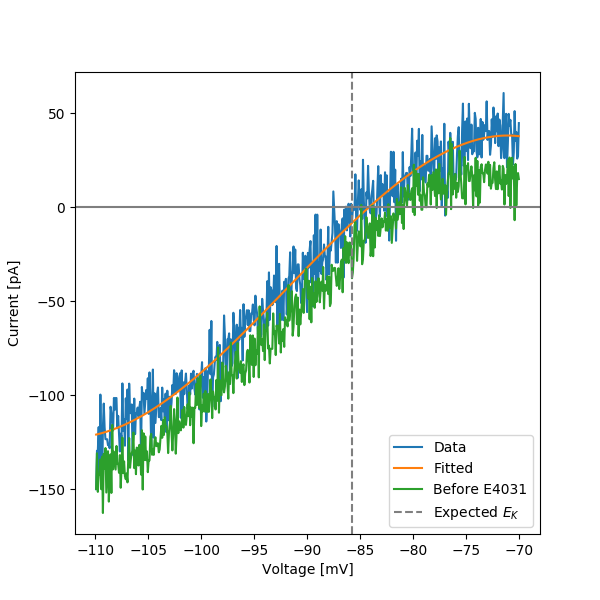 50
0
−50
−100
−150
Current [pA]
Data
Fitted
Before E4031
Expected E_K
−110 −105 −100 −95 −90 −85 −80 −75 −70
Voltage [mV]